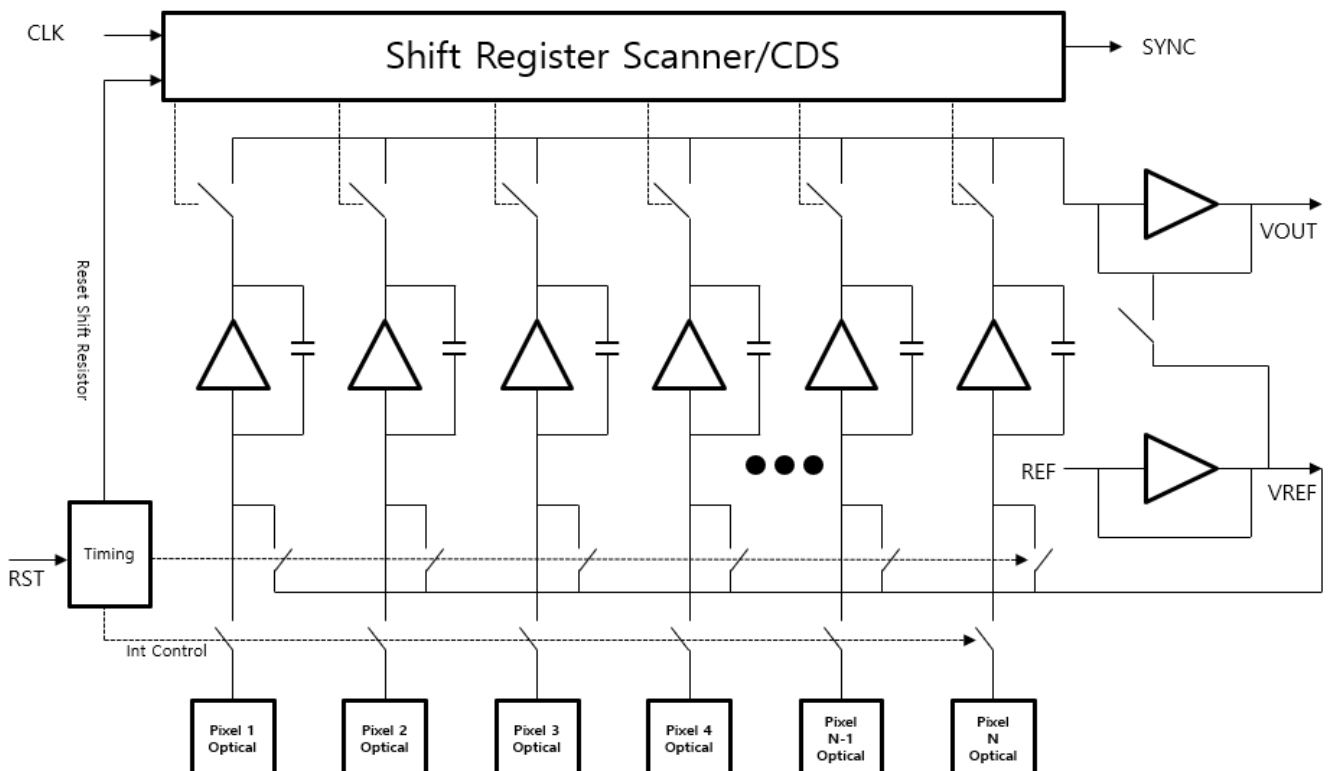 CLK
Shift Register Scanner/CDS
SYNC
VOUT
Reset Shift Resistor
REF
VREF
Timing
RST
Int Control
Pixel 1
Optical
Pixel 2
Optical
Pixel 3
Optical
Pixel 4
Optical
Pixel
N-1
Optical
Pixel
N
Optical